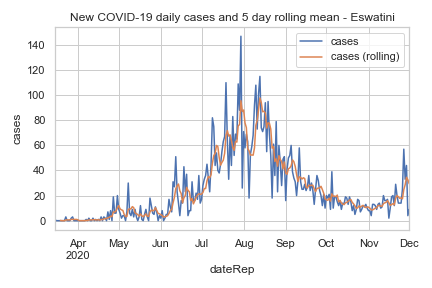 New COVID-19 daily cases and 5 day rolling mean - Eswatini
cases
cases (rolling)
140
120
100
80
60
40
20
0
cases
Apr May Jun Jul Aug Sep Oct Nov Dec
2020
dateRep